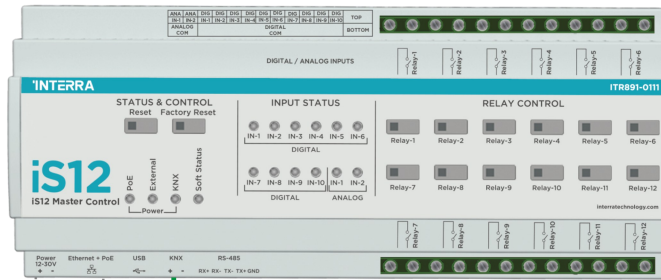 ANA ANA DIG DIG DIG DIG DIG DIG DIG DIG DIG DIG TOP
IN-1 IN-2 IN-1 IN-2 IN-3 IN-4 IN-5 IN-6 IN-7 IN-8 IN-9 IN-10
ANALOG COM DIGITAL COM BOTTOM
DIGITAL / ANALOG INPUTS
Relay-1 Relay-2 Relay-3 Relay-4 Relay-5 Relay-6
INTERRA
ITR891-0111
STATUS & CONTROL
Reset Factory Reset
iS12
iS12 Master Control
PoE External KNX Soft Status
Power
INPUT STATUS
IN-1 IN-2 IN-3 IN-4 IN-5 IN-6
DIGITAL
IN-7 IN-8 IN-9 IN-10 IN-1 IN-2
DIGITAL ANALOG
RELAY CONTROL
Relay-1 Relay-2 Relay-3 Relay-4 Relay-5 Relay-6
Relay-7 Relay-8 Relay-9 Relay-10 Relay-11 Relay-12
interratechnology.com
Relay-7 Relay-8 Relay-9 Relay-10 Relay-11 Relay-12
Power Ethernet + PoE USB KNX RS-485
12-30V
+ - + - RX+ RX- TX- TX+ GND